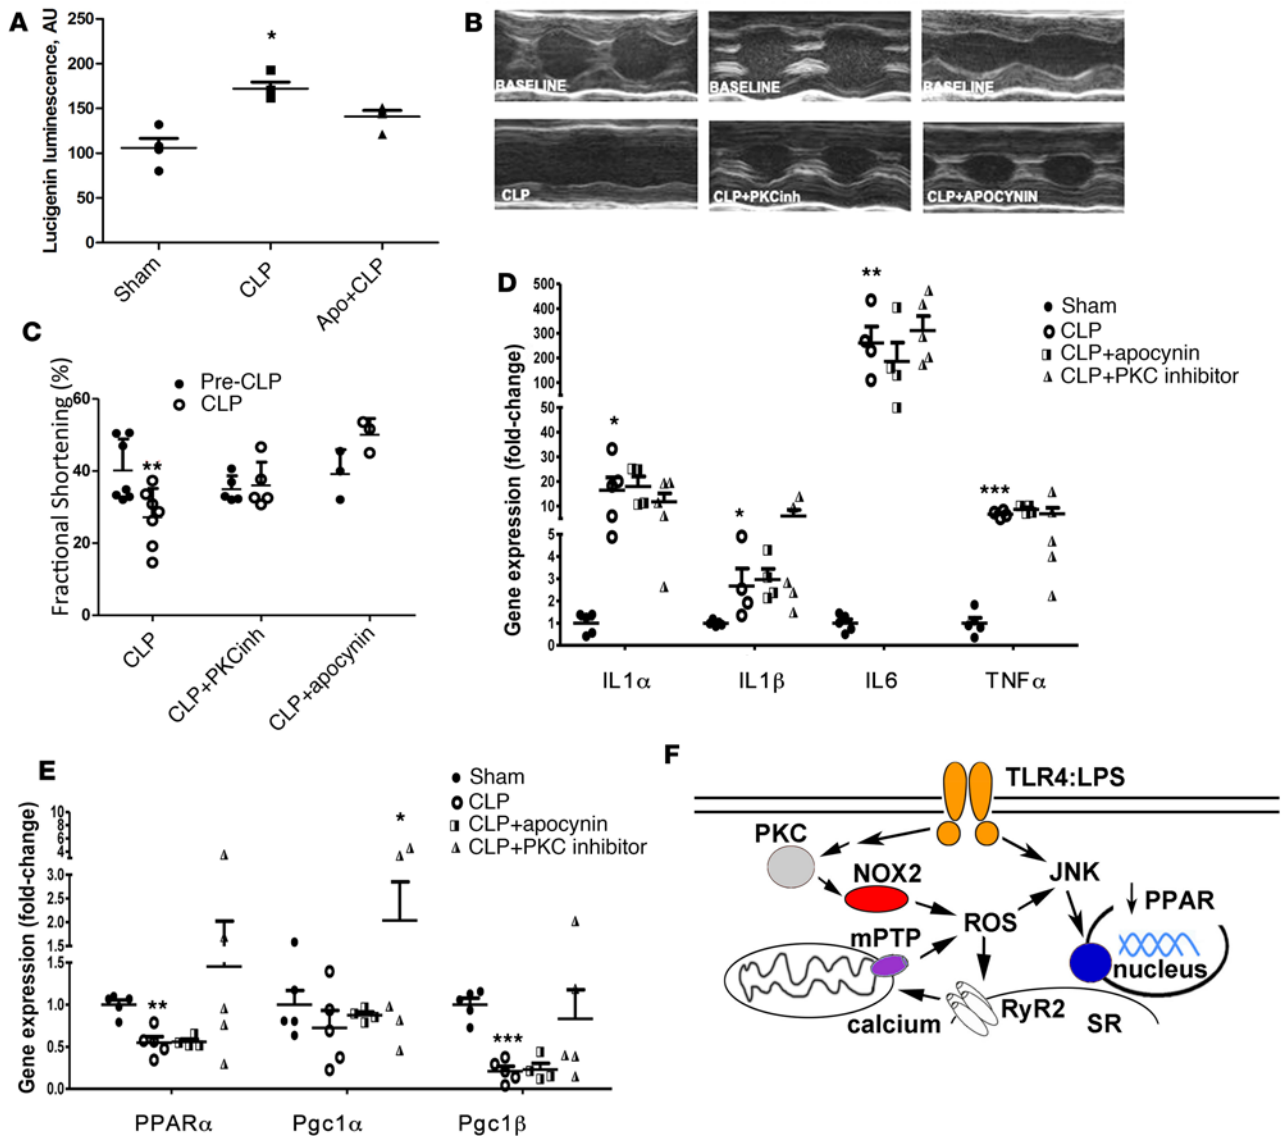 A
Lucigenin luminescence, AU
250
200
150
100
50
0
*
Sham
CLP
Apo+CLP
B
BASELINE
BASELINE
BASELINE
CLP
CLP+PKCinh
CLP+APOCYNIN
C
Fractional Shortening (%)
Pre-CLP
CLP
60
40
20
0
**
CLP
CLP+PKCinh
CLP+apocynin
D
Gene expression (fold-change)
500
400
300
200
100
50
40
30
20
10
5
4
3
2
1
0
*
*
**
***
Sham
CLP
CLP+apocynin
CLP+PKC inhibitor
IL1α
IL1β
IL6
TNFα
E
Gene expression (fold-change)
10
8
6
4
3.0
2.5
2.0
1.5
1.5
1.0
0.5
0.0
**
*
***
Sham
CLP
CLP+apocynin
CLP+PKC inhibitor
PPARα
Pgc1α
Pgc1β
F
TLR4:LPS
PKC
NOX2
JNK
PPAR
ROS
mPTP
nucleus
calcium
RyR2
SR